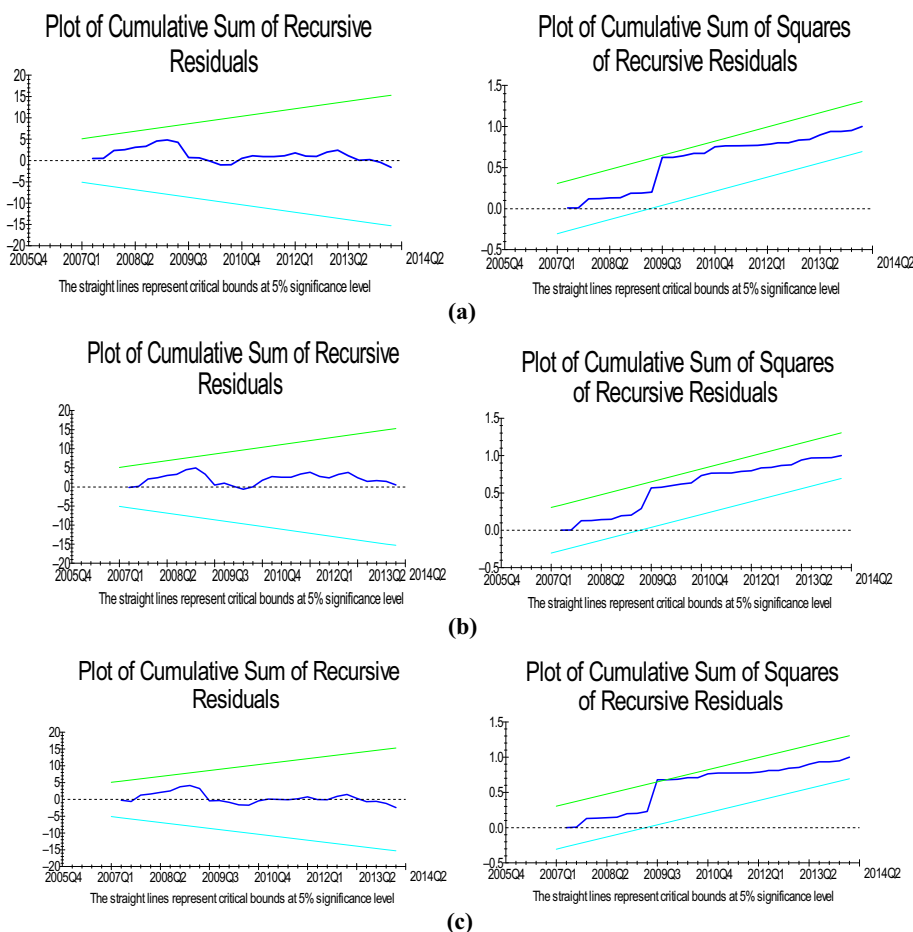 Plot of Cumulative Sum of Recursive
Residuals
20
15
10
5
0
−5
−10
−15
−20
2005Q4 2007Q1 2008Q2 2009Q3 2010Q4 2012Q1 2013Q2 2014Q2
The straight lines represent critical bounds at 5% significance level
Plot of Cumulative Sum of Squares
of Recursive Residuals
1.5
1.0
0.5
0.0
−0.5
2005Q4 2007Q1 2008Q2 2009Q3 2010Q4 2012Q1 2013Q2 2014Q2
The straight lines represent critical bounds at 5% significance level
(a)
Plot of Cumulative Sum of Recursive
Residuals
20
15
10
5
0
−5
−10
−15
−20
2005Q4 2007Q1 2008Q2 2009Q3 2010Q4 2012Q1 2013Q2 2014Q2
The straight lines represent critical bounds at 5% significance level
Plot of Cumulative Sum of Squares
of Recursive Residuals
1.5
1.0
0.5
0.0
−0.5
2005Q4 2007Q1 2008Q2 2009Q3 2010Q4 2012Q1 2013Q2 2014Q2
The straight lines represent critical bounds at 5% significance level
(b)
Plot of Cumulative Sum of Recursive
Residuals
20
15
10
5
0
−5
−10
−15
−20
2005Q4 2007Q1 2008Q2 2009Q3 2010Q4 2012Q1 2013Q2 2014Q2
The straight lines represent critical bounds at 5% significance level
Plot of Cumulative Sum of Squares
of Recursive Residuals
1.5
1.0
0.5
0.0
−0.5
2005Q4 2007Q1 2008Q2 2009Q3 2010Q4 2012Q1 2013Q2 2014Q2
The straight lines represent critical bounds at 5% significance level
(c)